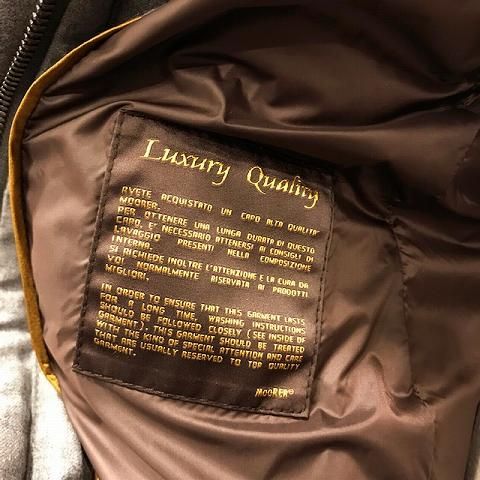 Luxury Quality
AVETE ACQUISTATO UN CAPO ALTA QUALITA'
MOORER.
PER OTTENERE UNA LUNGA DURATA DI QUESTO
CAPO, E' NECESSARIO ATTENERSI AI CONSIGLI DI
LAVAGGIO PRESENTI NELLA COMPOSIZIONE
INTERNA.
SI RICHIEDE INOLTRE L'ATTENZIONE E LA CURA DA
VOI NORMALMENTE RISERVATA AI PRODOTTI
MIGLIORI.
IN ORDER TO ENSURE THAT THIS GARMENT LASTS
FOR A LONG TIME, WASHING INSTRUCTIONS
SHOULD BE FOLLOWED CLOSELY (SEE INSIDE OF
GARMENT). THIS GARMENT SHOULD BE TREATED
WITH THE KIND OF SPECIAL ATTENTION AND CARE
THAT ARE USUALLY RESERVED TO TOP QUALITY
GARMENT.
MOORER®